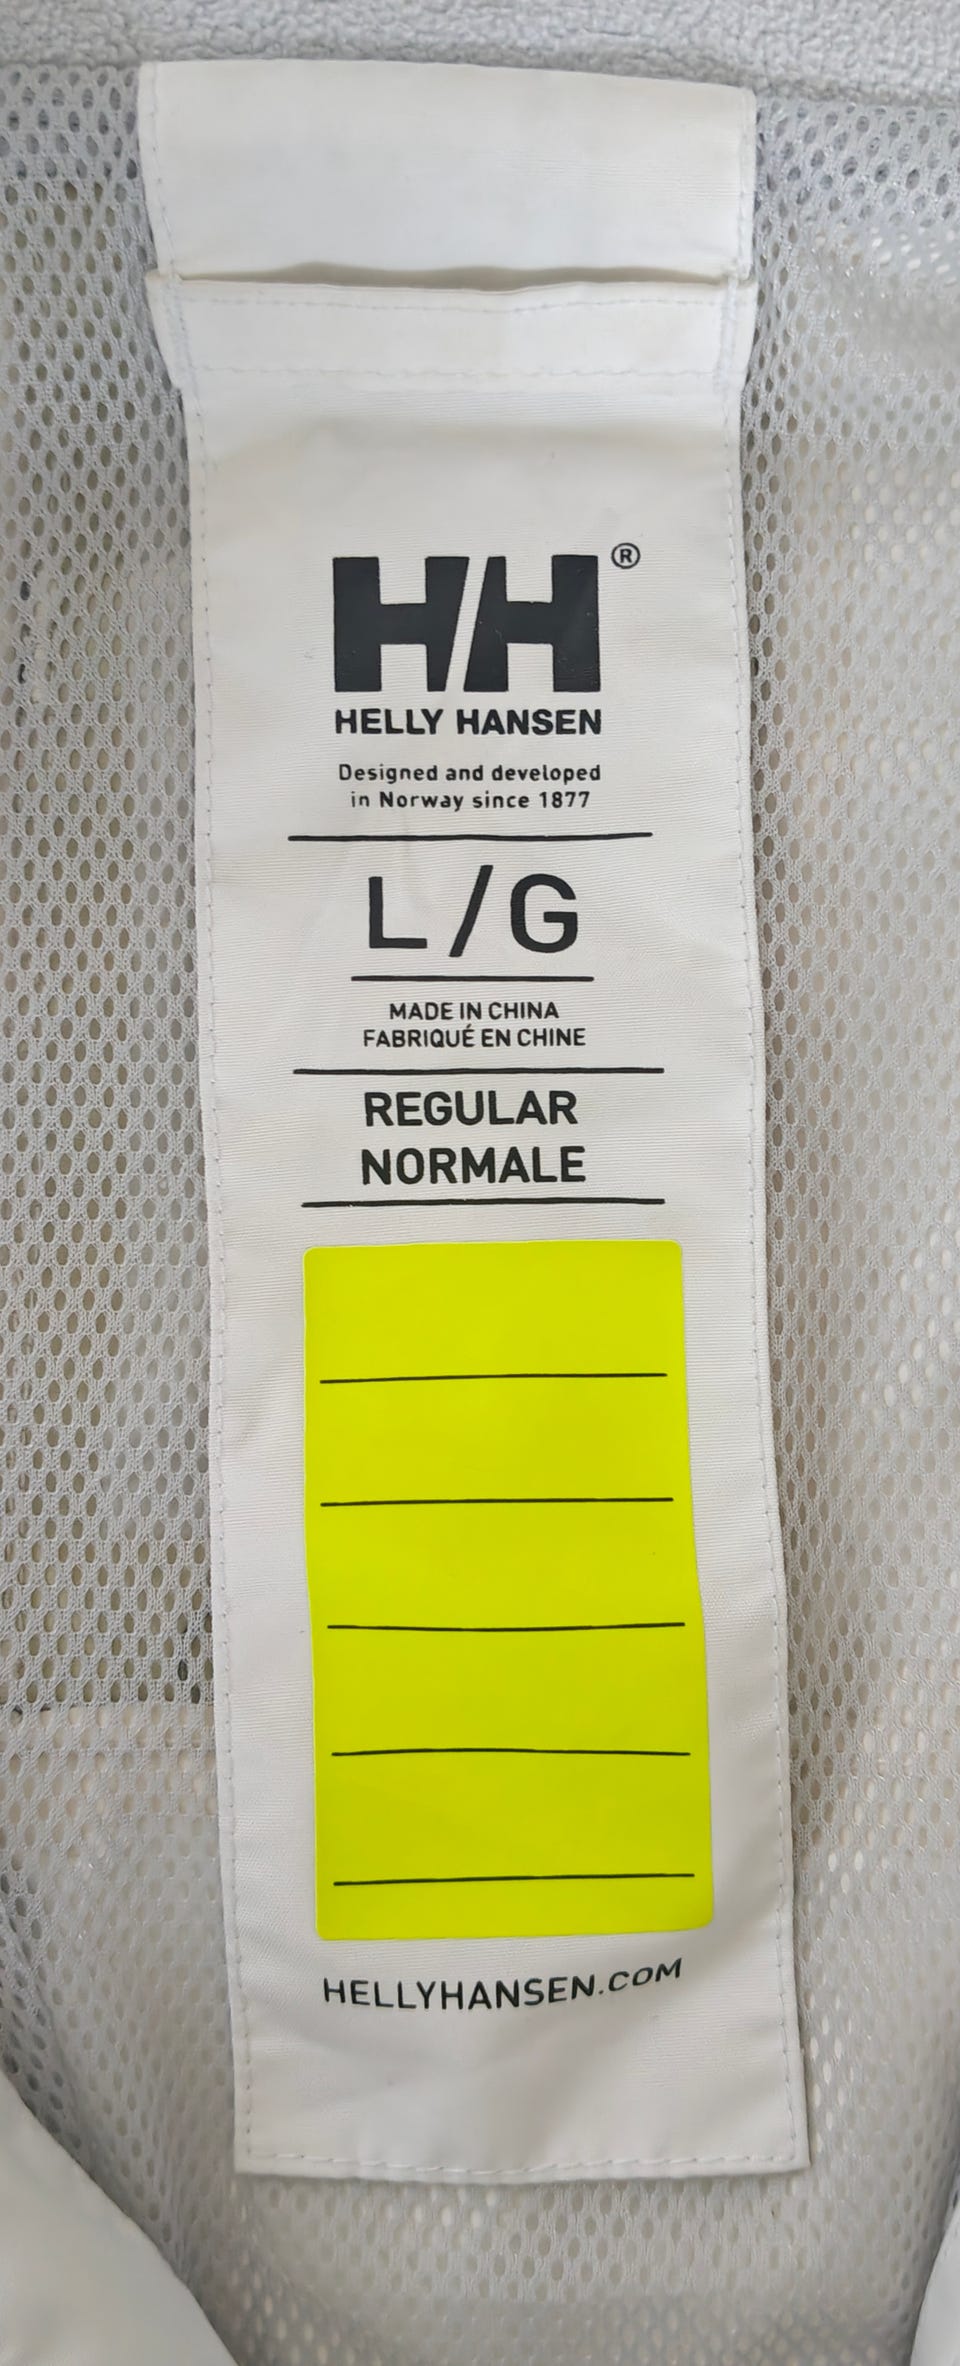 HH®
HELLY HANSEN
Designed and developed
in Norway since 1877
L/G
MADE IN CHINA
FABRIQUÉ EN CHINE
REGULAR
NORMALE
HELLYHANSEN.COM